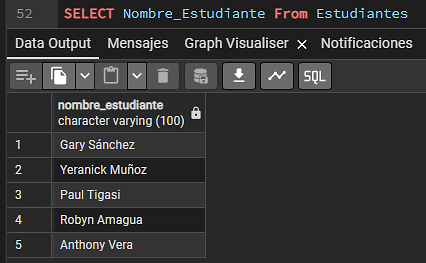 52 SELECT Nombre_Estudiante From Estudiantes
Data Output Mensajes Graph Visualiser X Notificaciones
SQL
nombre_estudiante
character varying (100)
1 Gary Sánchez
2 Yeranick Muñoz
3 Paul Tigasi
4 Robyn Amagua
5 Anthony Vera